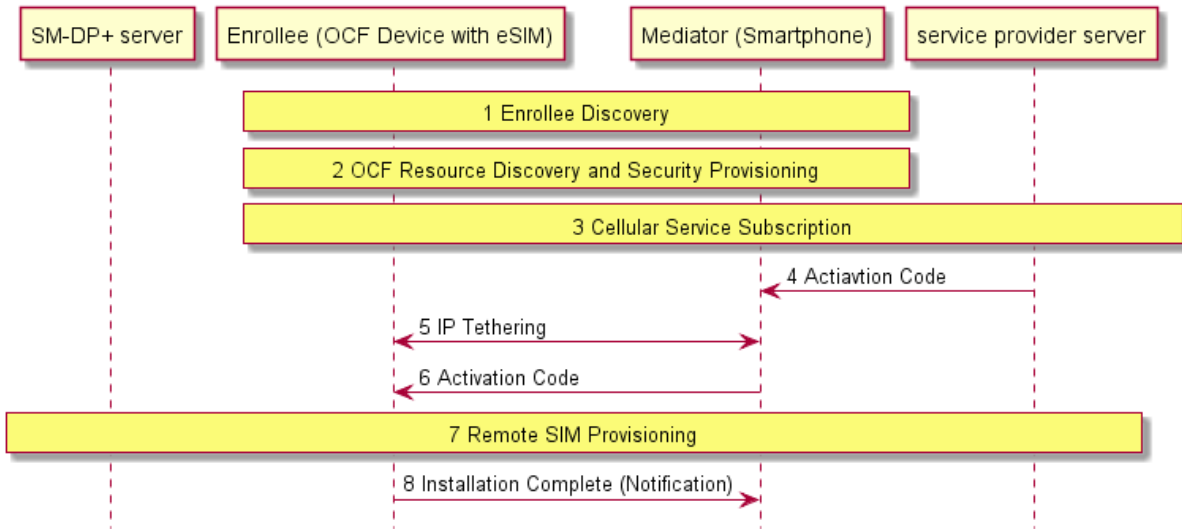 SM-DP+ server
Enrollee (OCF Device with eSIM)
Mediator (Smartphone)
service provider server
1 Enrollee Discovery
2 OCF Resource Discovery and Security Provisioning
3 Cellular Service Subscription
4 Actiavtion Code
5 IP Tethering
6 Activation Code
7 Remote SIM Provisioning
8 Installation Complete (Notification)